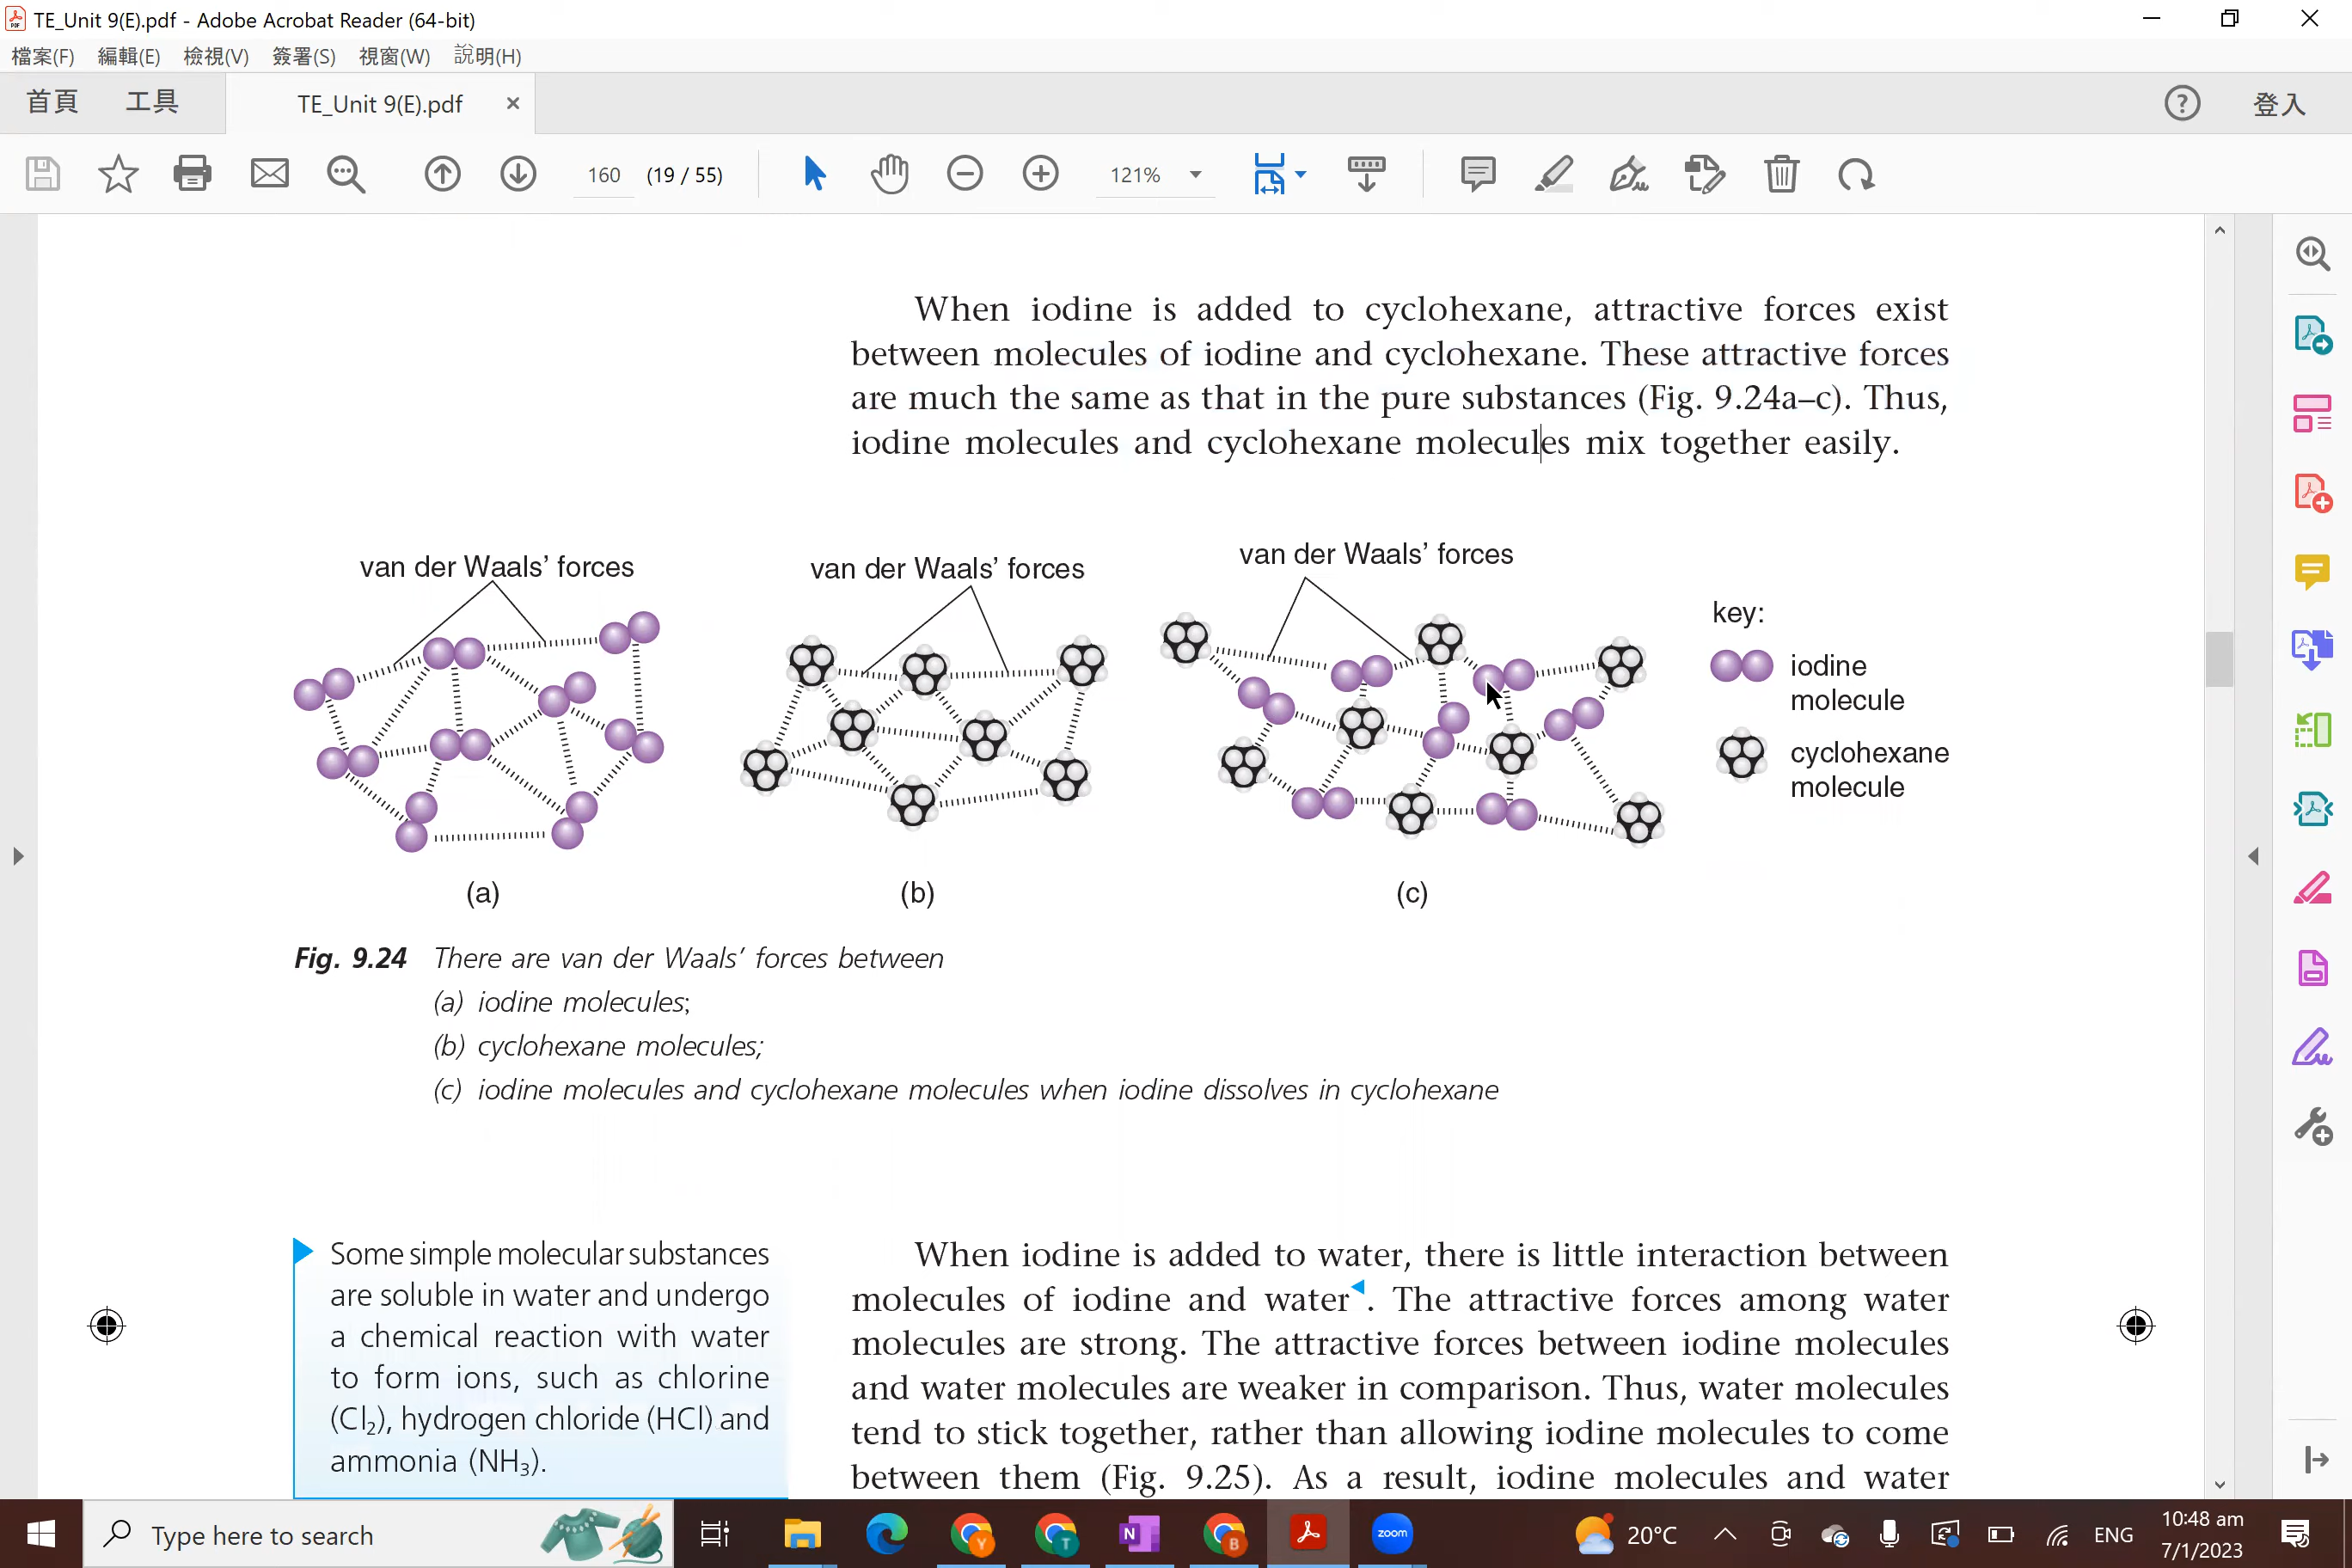 TE_Unit 9(E).pdf - Adobe Acrobat Reader (64-bit)
檔案(F) 編輯(E) 檢視(V) 簽署(S) 視窗(W) 說明(H)
首頁 工具 TE_Unit 9(E).pdf × ? 登入
160 (19 / 55) 121%
When iodine is added to cyclohexane, attractive forces exist
between molecules of iodine and cyclohexane. These attractive forces
are much the same as that in the pure substances (Fig. 9.24a–c). Thus,
iodine molecules and cyclohexane molecules mix together easily.
van der Waals’ forces
van der Waals’ forces
van der Waals’ forces
key:
iodine
molecule
cyclohexane
molecule
(a)
(b)
(c)
Fig. 9.24 There are van der Waals’ forces between
(a) iodine molecules;
(b) cyclohexane molecules;
(c) iodine molecules and cyclohexane molecules when iodine dissolves in cyclohexane
Some simple molecular substances
are soluble in water and undergo
a chemical reaction with water
to form ions, such as chlorine
(Cl₂), hydrogen chloride (HCl) and
ammonia (NH₃).
When iodine is added to water, there is little interaction between
molecules of iodine and water. The attractive forces among water
molecules are strong. The attractive forces between iodine molecules
and water molecules are weaker in comparison. Thus, water molecules
tend to stick together, rather than allowing iodine molecules to come
between them (Fig. 9.25). As a result, iodine molecules and water
Type here to search
Y
T
N
B
zoom
20°C
ENG
10:48 am
7/1/2023